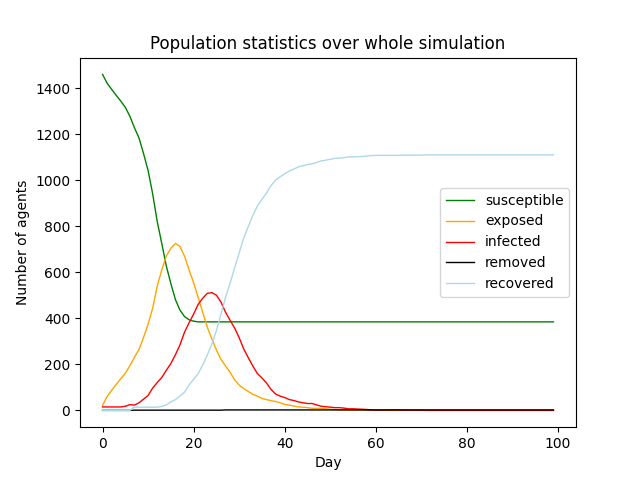 Population statistics over whole simulation
1400
1200
1000
800
600
400
200
0
Number of agents
susceptible
exposed
infected
removed
recovered
0 20 40 60 80 100
Day